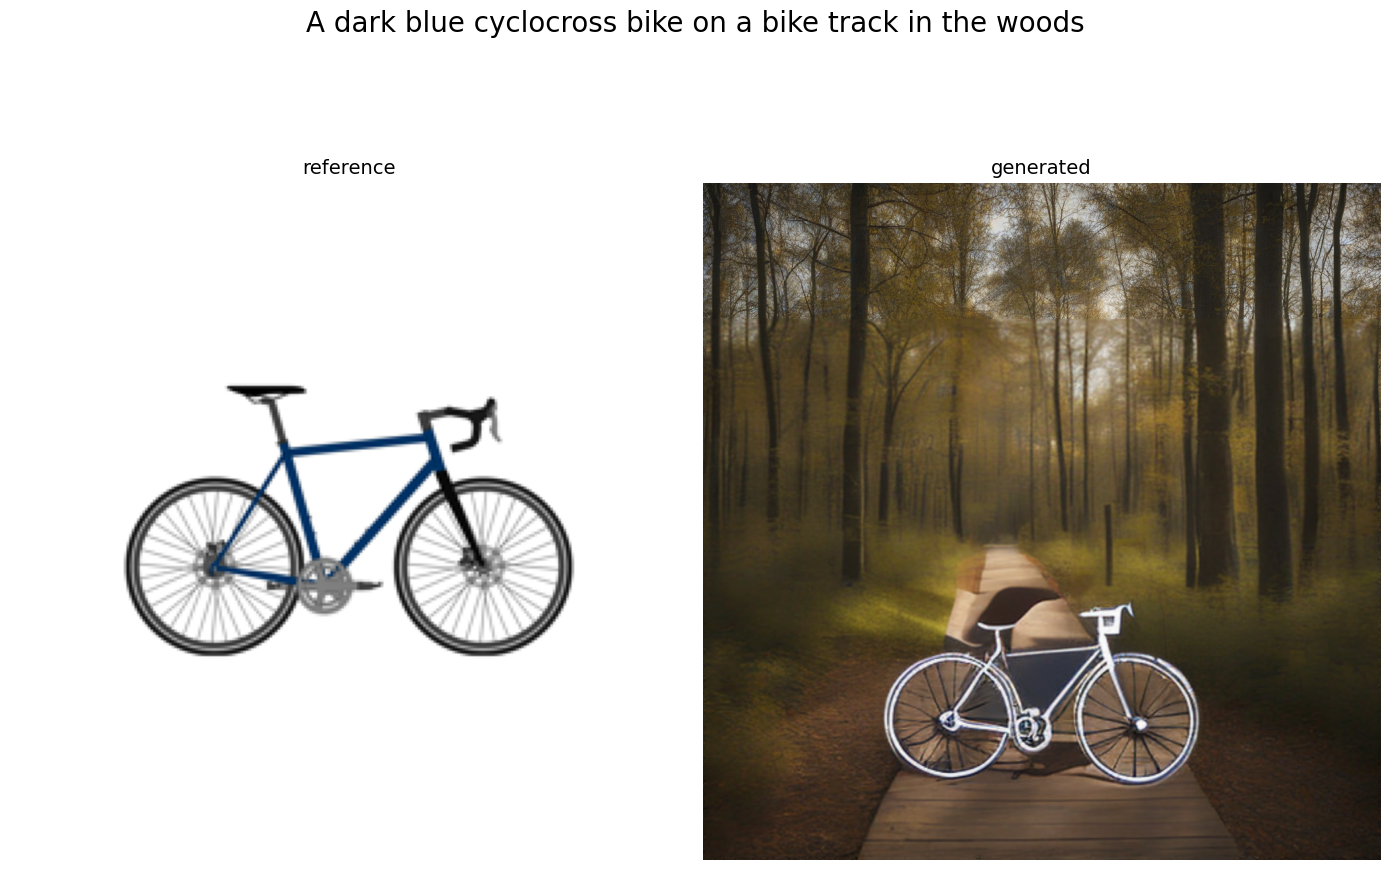 A dark blue cyclocross bike on a bike track in the woods
reference
generated